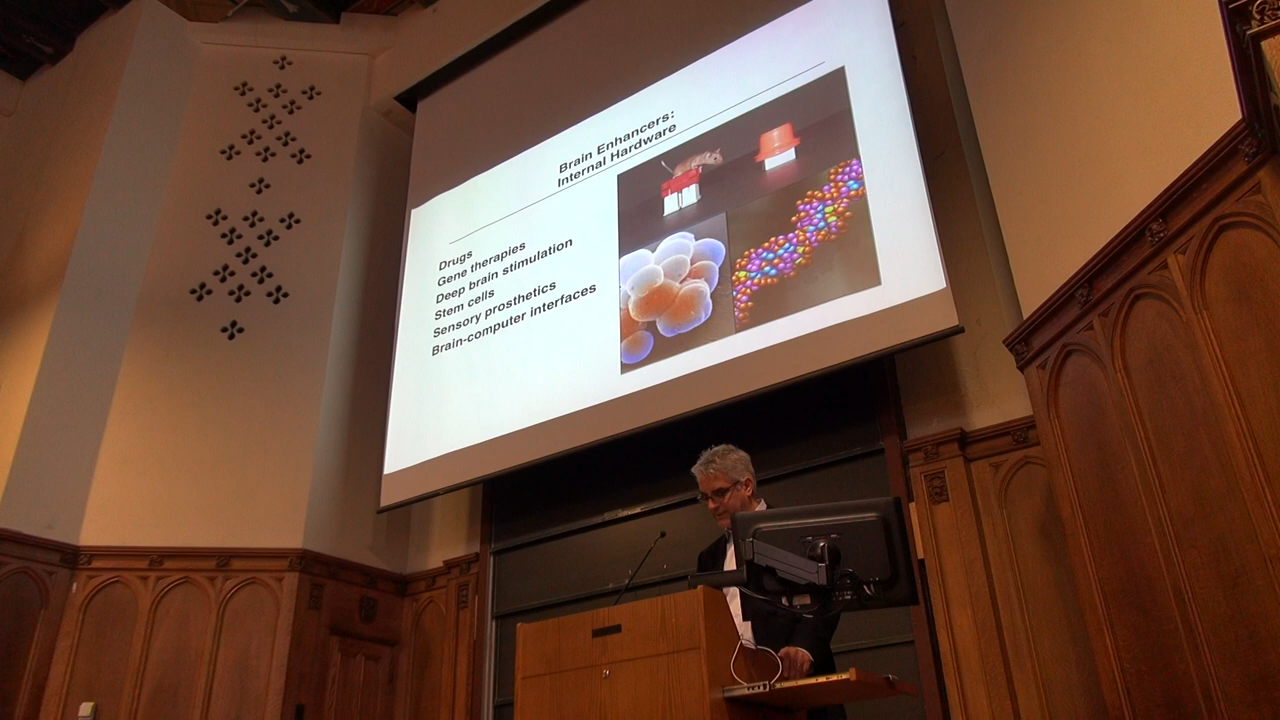 Brain Enhancers:
Internal Hardware
Drugs
Gene therapies
Deep brain stimulation
Stem cells
Sensory prosthetics
Brain-computer interfaces